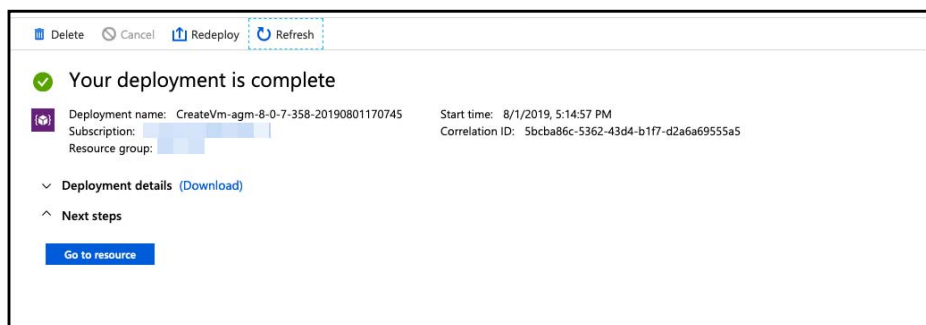 Delete Cancel Redeploy Refresh
Your deployment is complete
Deployment name: CreateVm-agm-8-0-7-358-20190801170745 Start time: 8/1/2019, 5:14:57 PM
Subscription: Correlation ID: 5bcba86c-5362-43d4-b1f7-d2a6a69555a5
Resource group:
Deployment details (Download)
Next steps
Go to resource